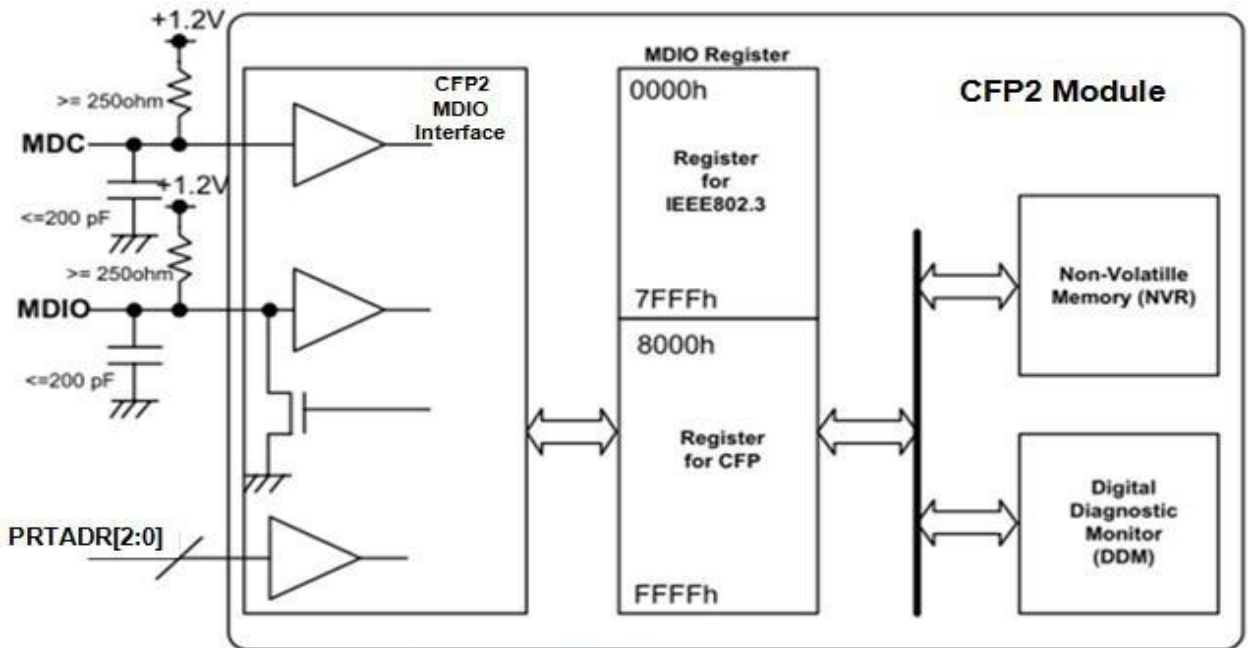 +1.2V
>= 250ohm
MDC
+1.2V
<=200 pF
>= 250ohm
MDIO
<=200 pF
PRTADR[2:0]
CFP2
MDIO
Interface
MDIO Register
0000h
Register
for
IEEE802.3
7FFFh
8000h
Register
for CFP
FFFFh
CFP2 Module
Non-Volatille
Memory (NVR)
Digital
Diagnostic
Monitor
(DDM)